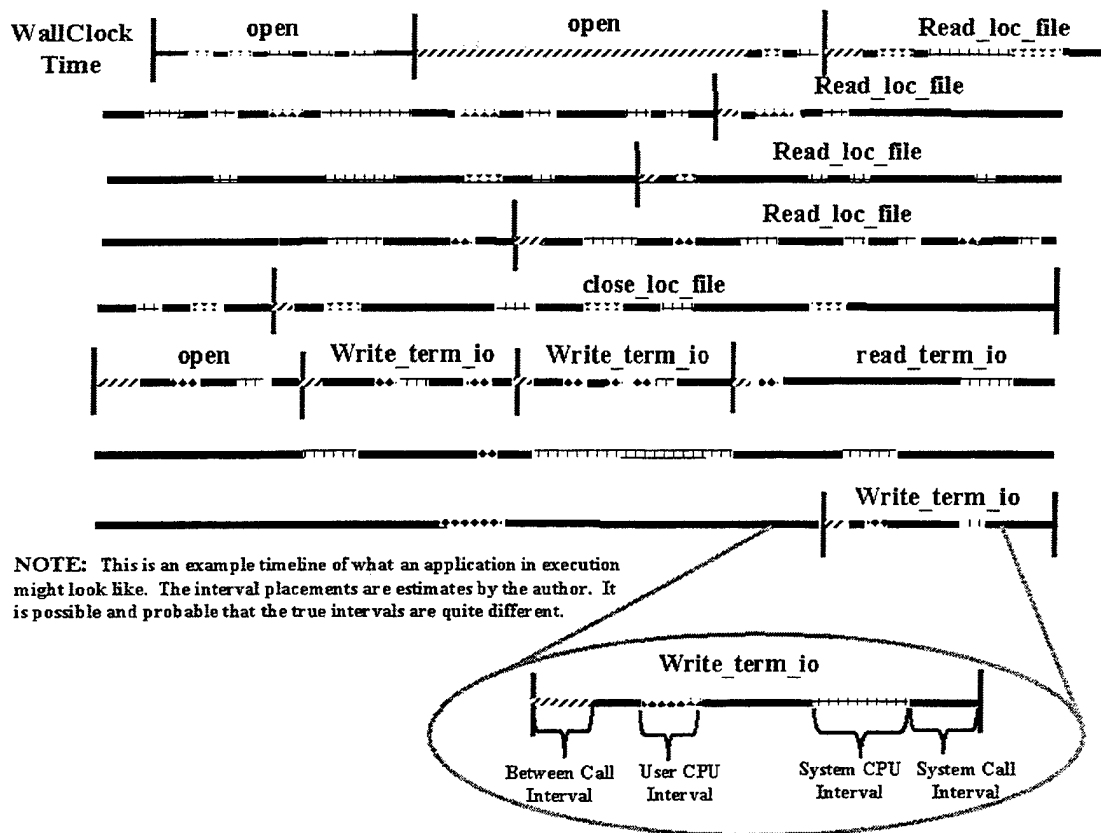 WallClock
Time
open
open
Read_loc_file
Read_loc_file
Read_loc_file
Read_loc_file
close_loc_file
open
Write_term_io
Write_term_io
read_term_io
Write_term_io
NOTE: This is an example timeline of what an application in execution
might look like. The interval placements are estimates by the author. It
is possible and probable that the true intervals are quite different.
Write_term_io
Between Call
Interval
User CPU
Interval
System CPU
Interval
System Call
Interval